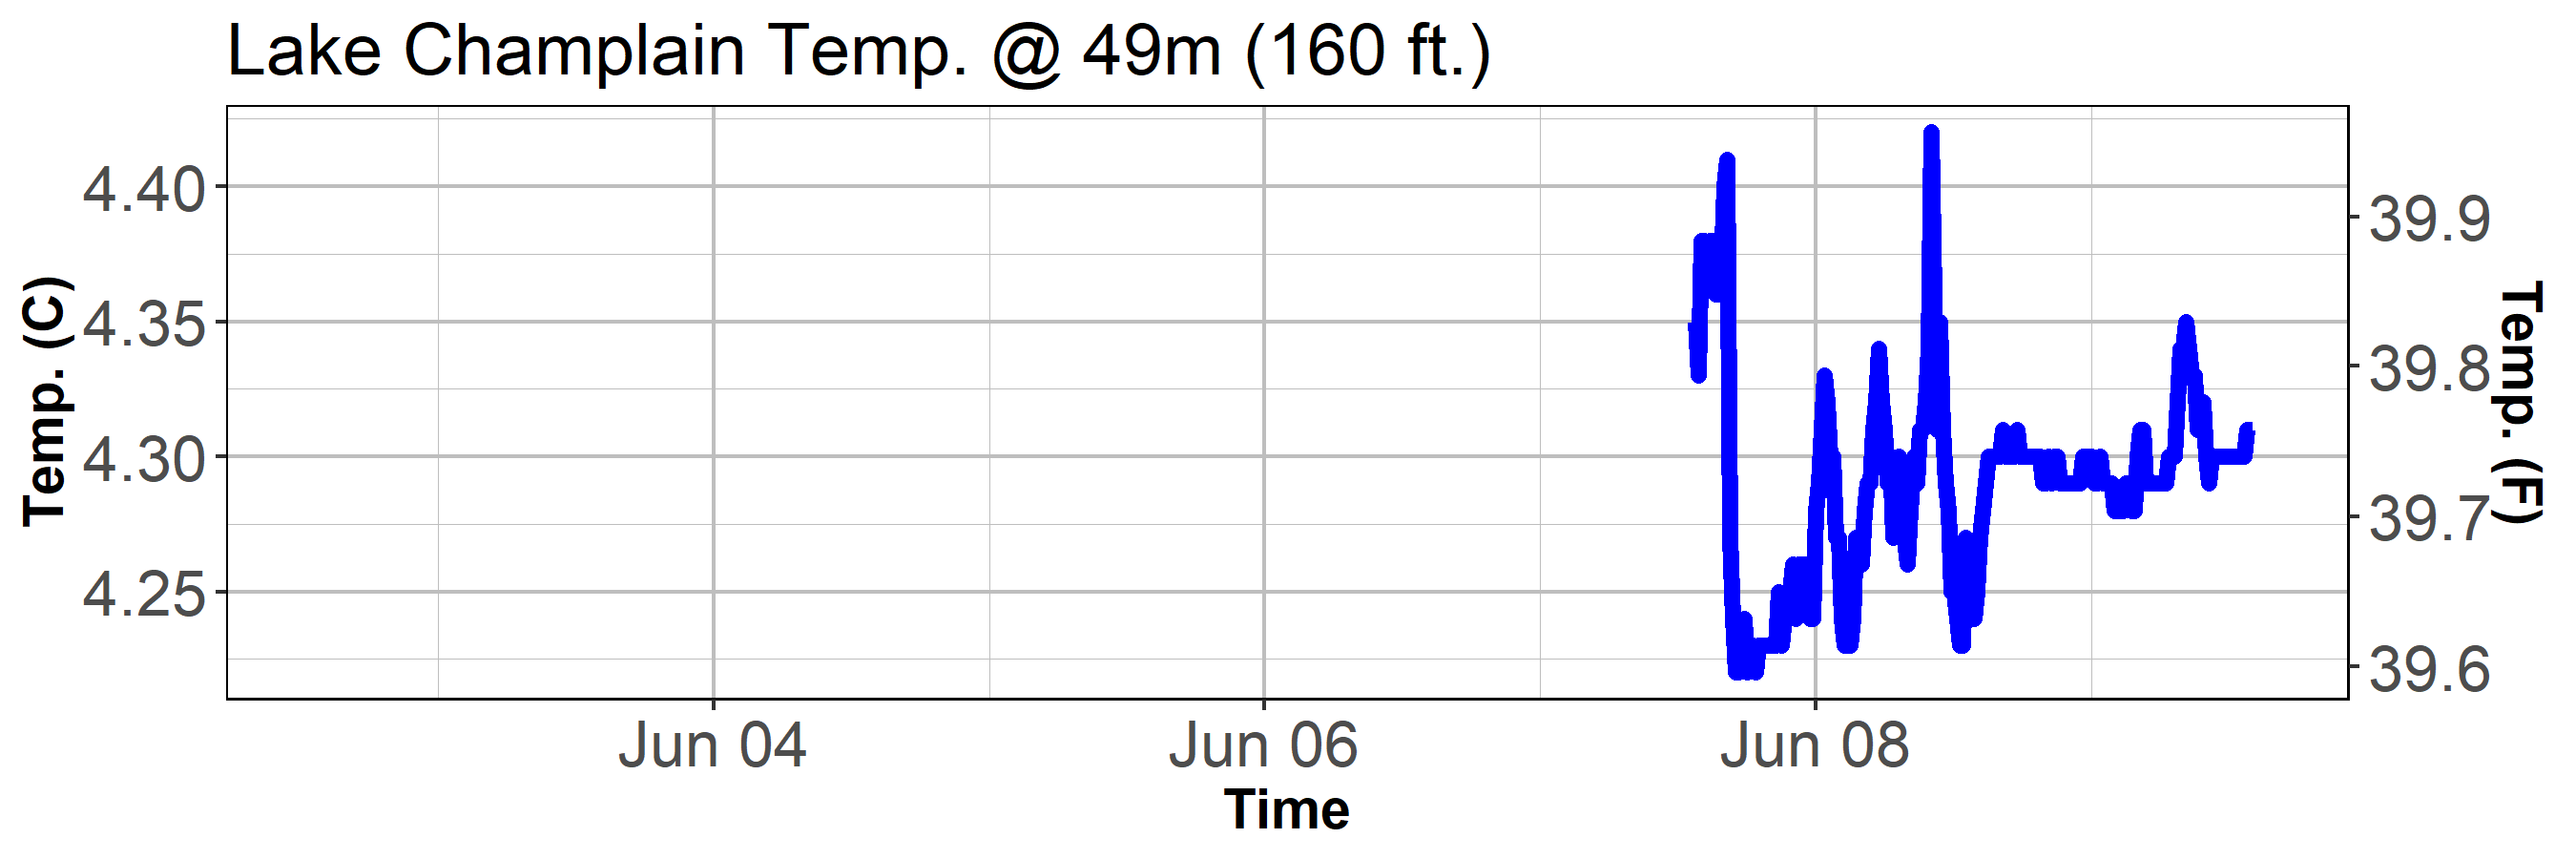 Lake Champlain Temp. @ 49m (160 ft.)
Temp. (C)
4.40
4.35
4.30
4.25
39.9
39.8
39.7
39.6
Temp. (F)
Jun 04
Jun 06
Jun 08
Time